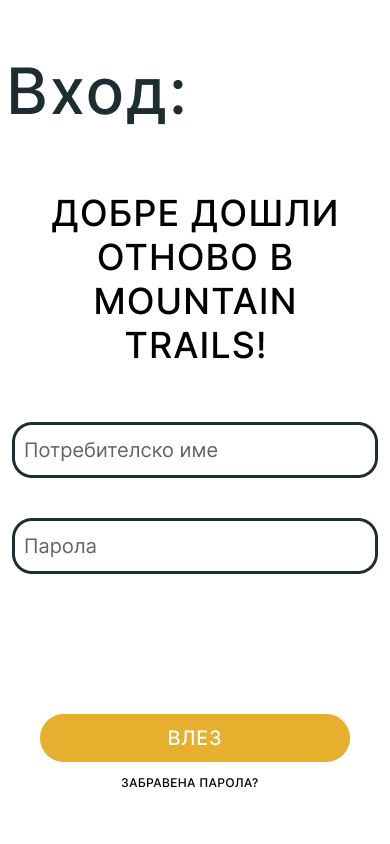 Вход:
ДОБРЕ ДОШЛИ
ОТНОВО В
MOUNTAIN
TRAILS!
Потребителско име
Парола
ВЛЕЗ
ЗАБРАВЕНА ПАРОЛА?